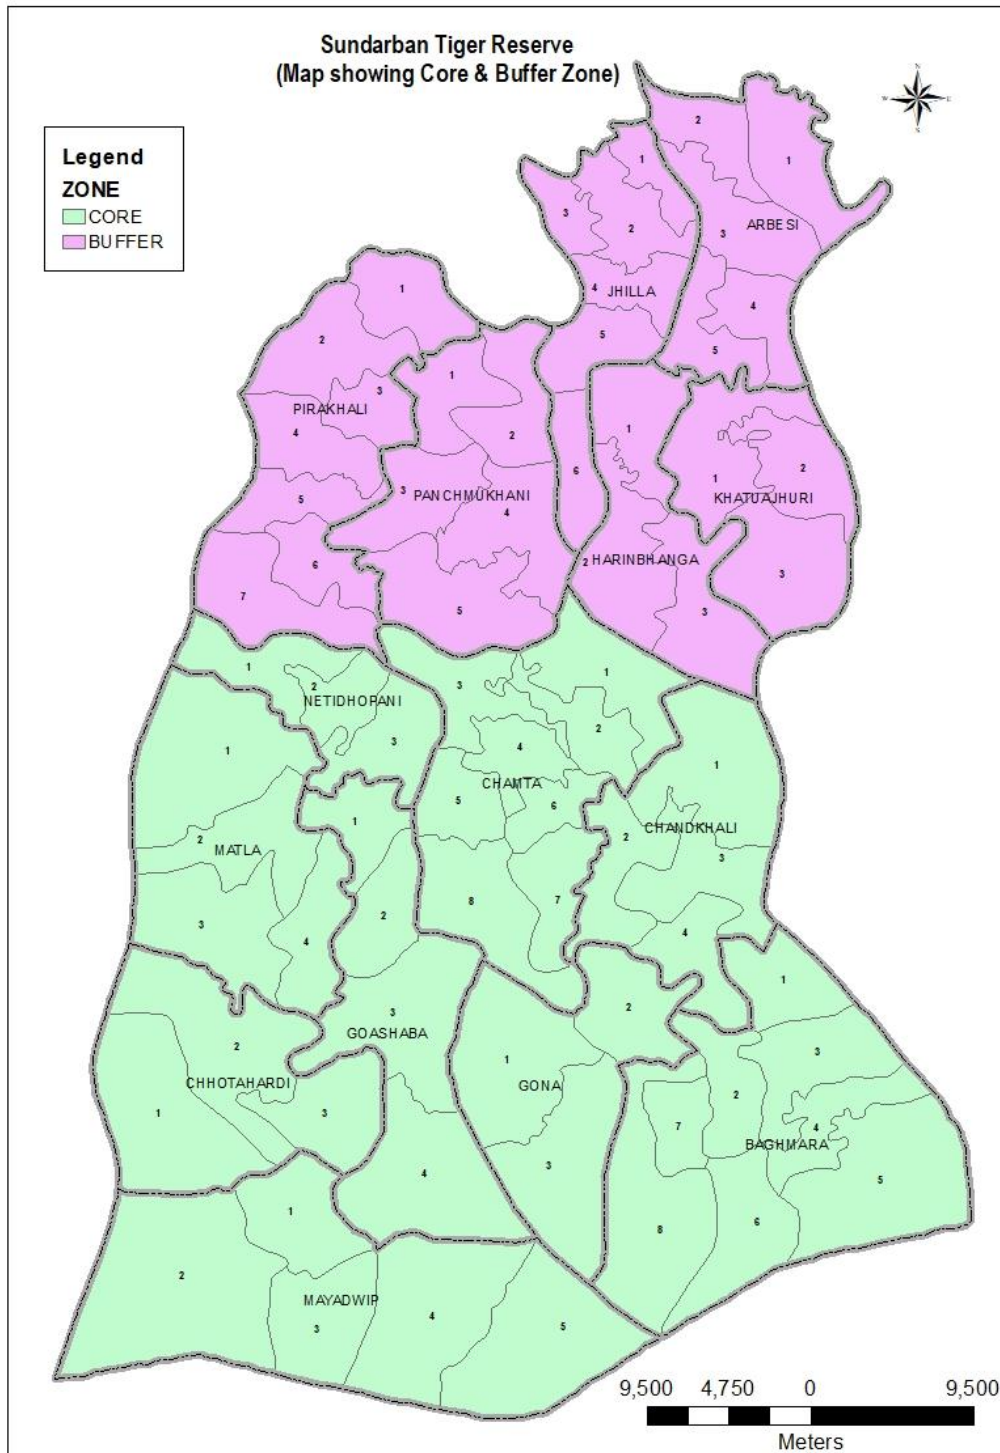 Sundarban Tiger Reserve
(Map showing Core & Buffer Zone)
N
W E
S
Legend
ZONE
CORE
BUFFER
2
1
1
3
2
3
ARBESI
4
JHILLA
4
5
5
1
2
3
PIRAKHALI
4
5
6
7
1
2
3
PANCHMUKHANI
4
5
6
1
2
HARINBHANGA
3
1
2
KHATUAJHURI
3
1
2
NETIDHOPANI
3
3
1
2
4
CHAMTA
5
6
7
8
1
CHANDKHALI
2
3
4
1
2
MATLA
3
4
1
2
3
GOASHABA
4
2
CHHOTAHARDI
1
3
2
1
GONA
3
1
3
2
7
4
BAGHMARA
5
6
8
1
2
MAYADWIP
3
4
5
9,500 4,750 0 9,500
Meters